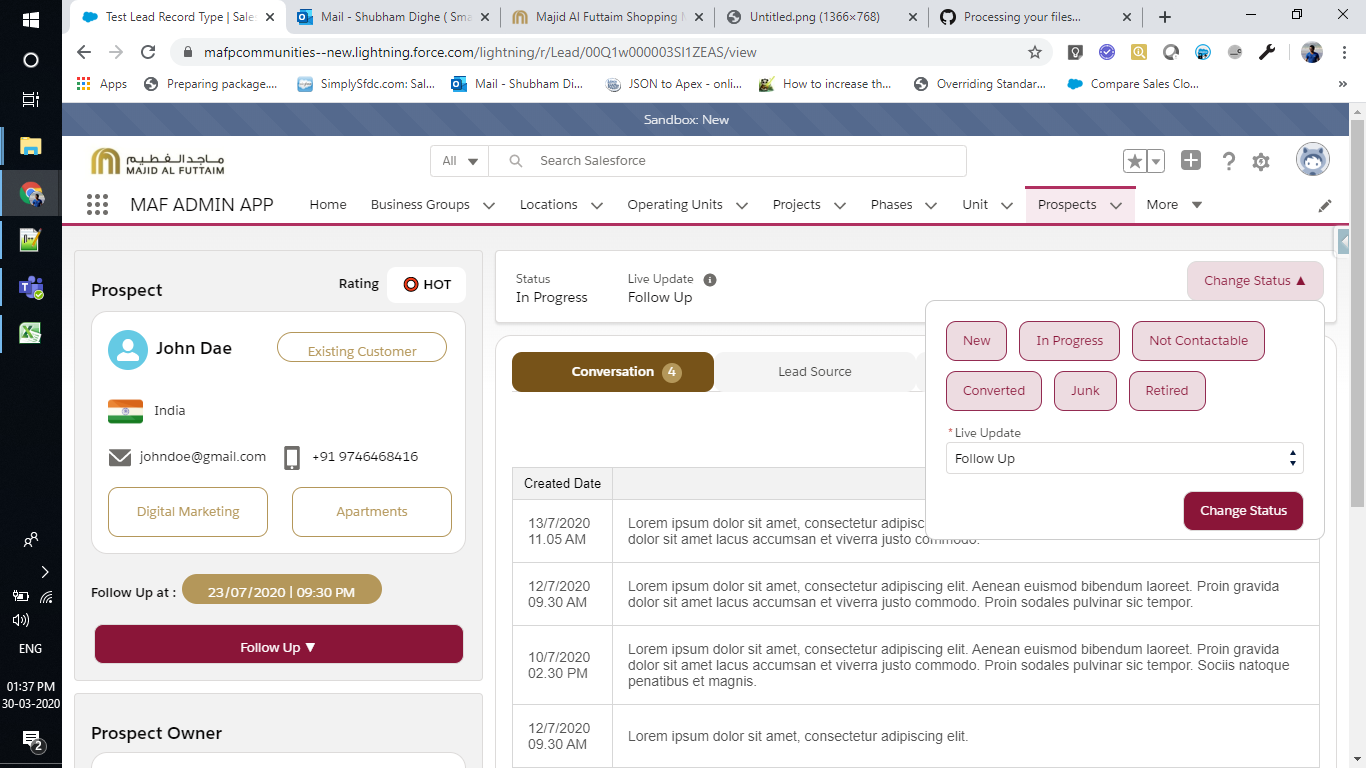 Test Lead Record Type | Sales
Mail - Shubham Dighe ( Sma
Majid Al Futtaim Shopping M
Untitled.png (1366×768)
Processing your files...
mafpcommunities--new.lightning.force.com/lightning/r/Lead/00Q1w000003SI1ZEAS/view
Apps
Preparing package....
SimplySfdc.com: Sal...
Mail - Shubham Di...
JSON to Apex - onli...
How to increase th...
Overriding Standar...
Compare Sales Clo...
»
Sandbox: New
ماجد الفطيم
MAJID AL FUTTAIM
All
Search Salesforce
MAF ADMIN APP
Home
Business Groups
Locations
Operating Units
Projects
Phases
Unit
Prospects
More
Prospect
Rating
HOT
John Dae
Existing Customer
India
johndoe@gmail.com
+91 9746468416
Digital Marketing
Apartments
Follow Up at :
23/07/2020 | 09:30 PM
Follow Up ▼
Prospect Owner
Status
In Progress
Live Update
Follow Up
Change Status ▲
New
In Progress
Not Contactable
Converted
Junk
Retired
*Live Update
Follow Up
Change Status
Conversation 4
Lead Source
Created Date
13/7/2020
11.05 AM
Lorem ipsum dolor sit amet, consectetur adipisc
dolor sit amet lacus accumsan et viverra justo commodo.
12/7/2020
09.30 AM
Lorem ipsum dolor sit amet, consectetur adipiscing elit. Aenean euismod bibendum laoreet. Proin gravida
dolor sit amet lacus accumsan et viverra justo commodo. Proin sodales pulvinar sic tempor.
10/7/2020
02.30 PM
Lorem ipsum dolor sit amet, consectetur adipiscing elit. Aenean euismod bibendum laoreet. Proin gravida
dolor sit amet lacus accumsan et viverra justo commodo. Proin sodales pulvinar sic tempor. Sociis natoque
penatibus et magnis.
12/7/2020
09.30 AM
Lorem ipsum dolor sit amet, consectetur adipiscing elit.
ENG
01:37 PM
30-03-2020
2